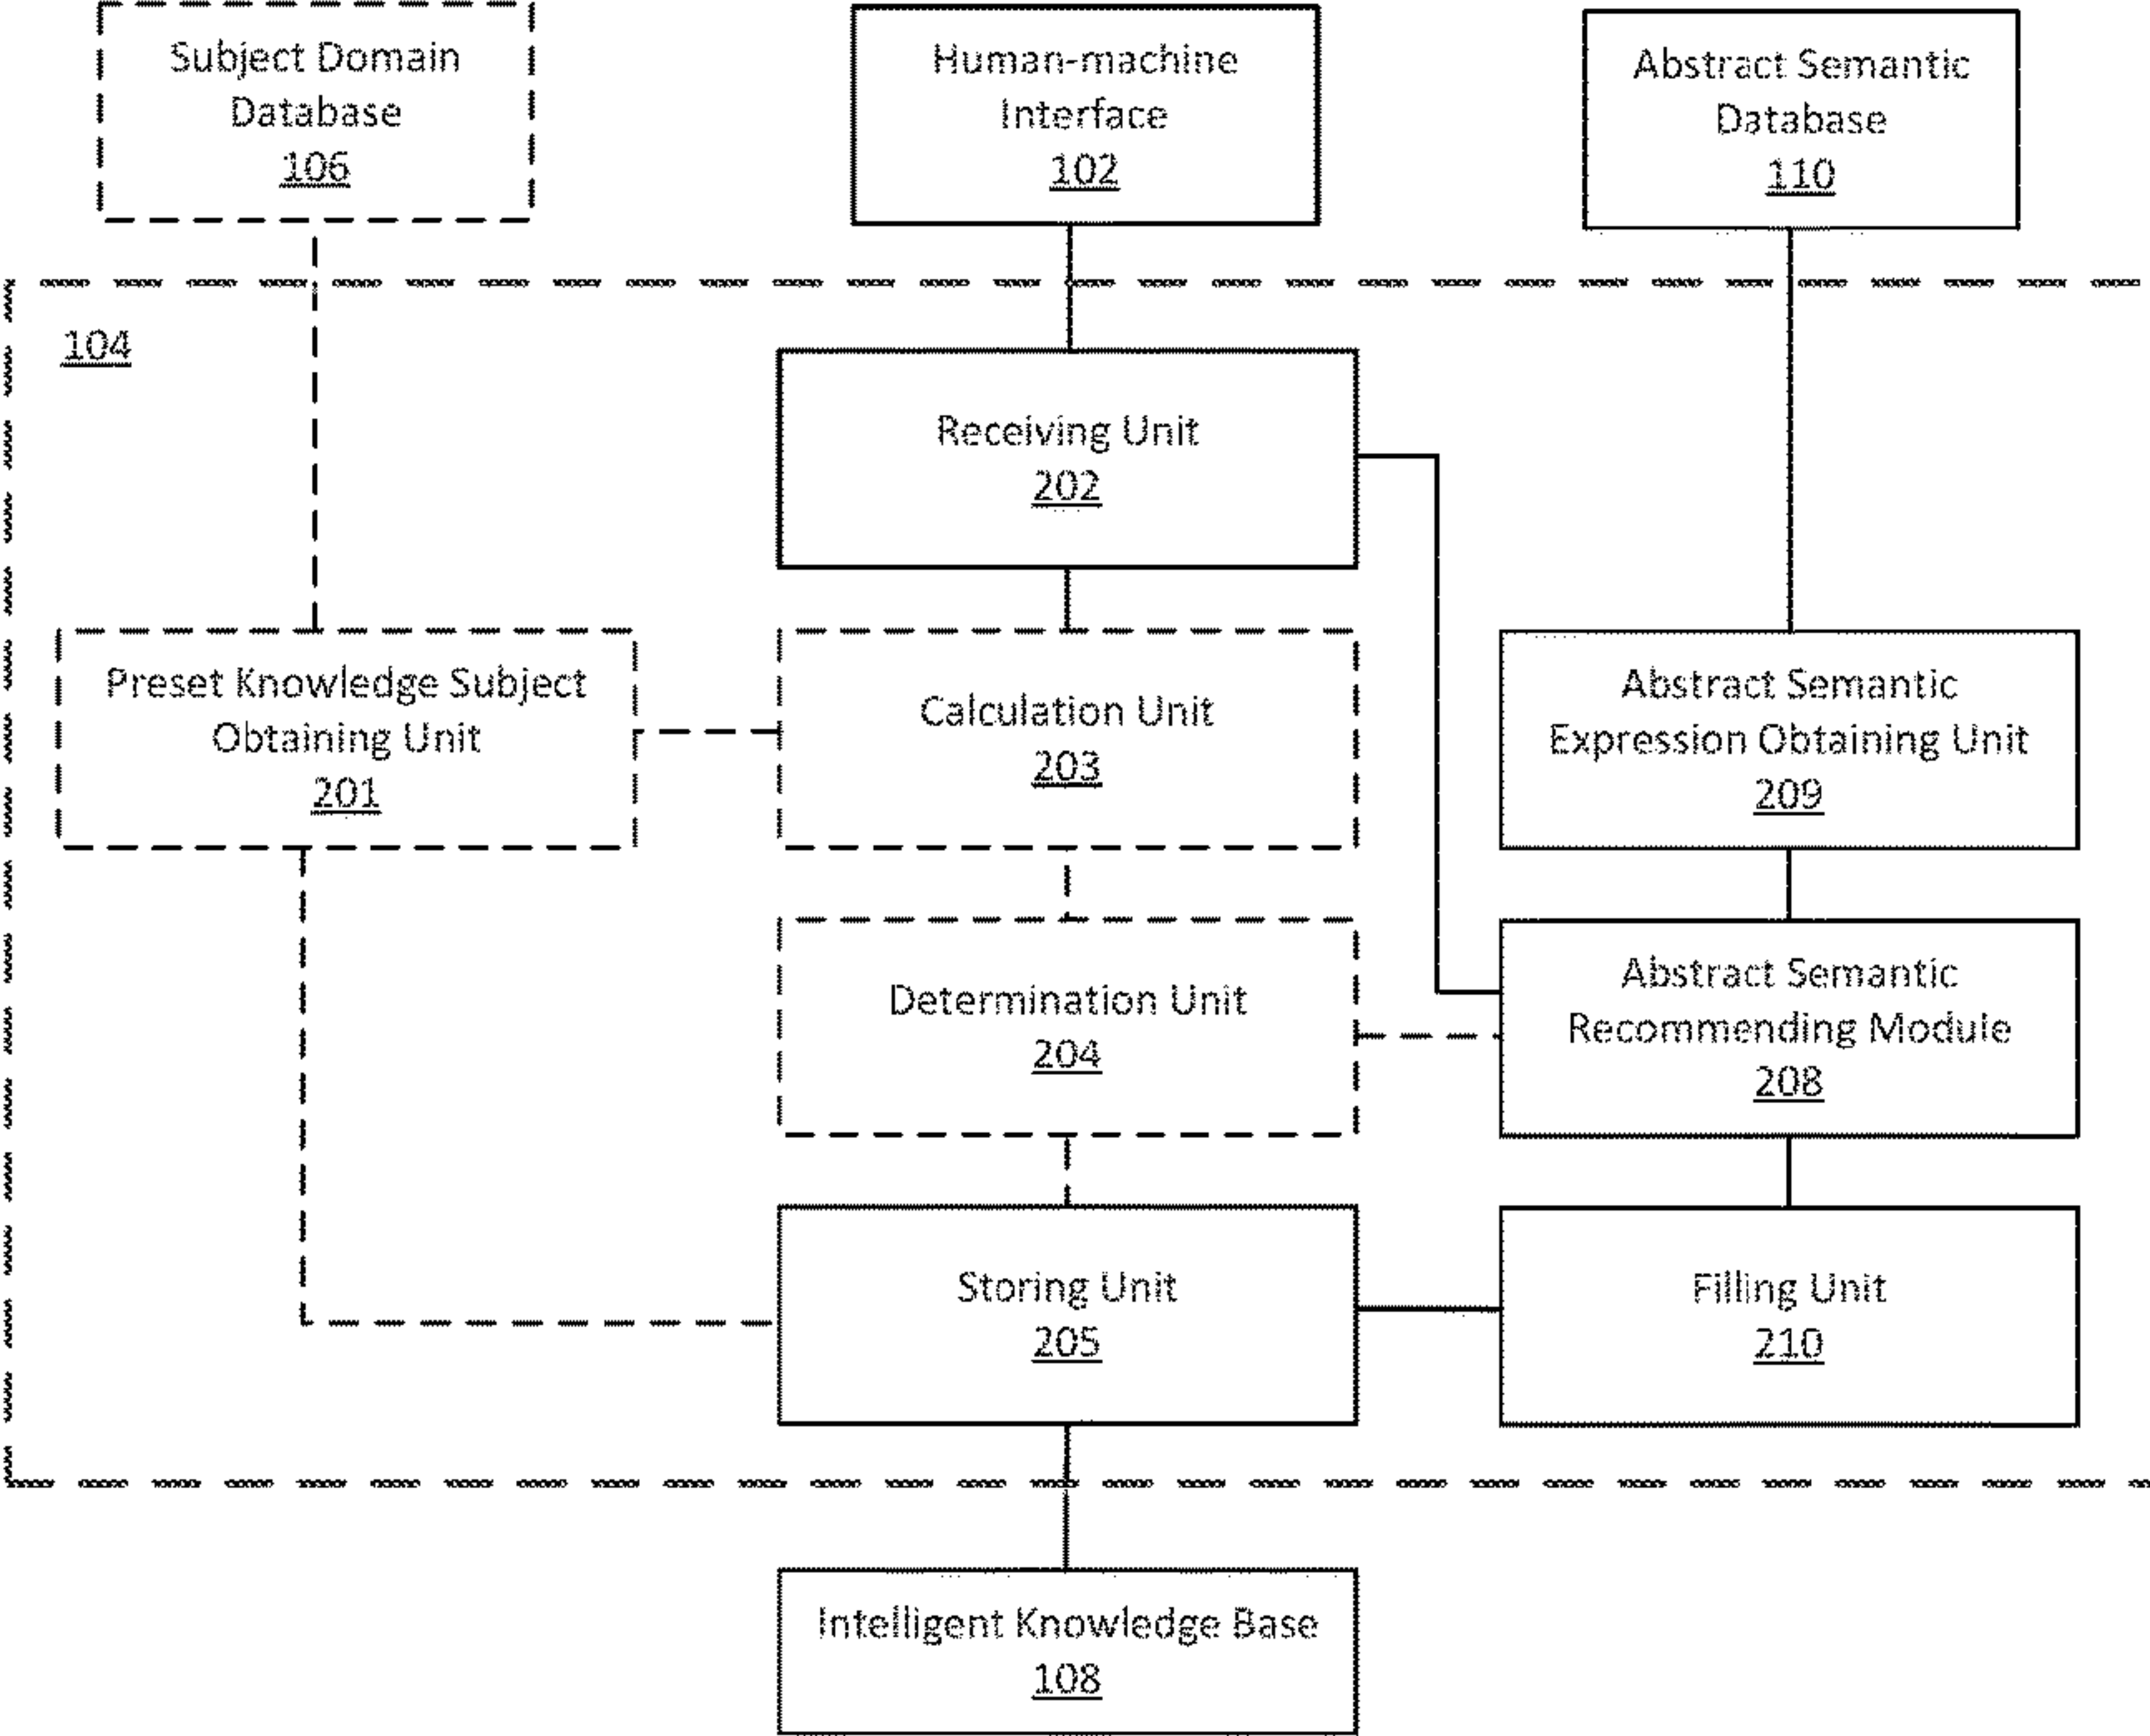 Subject Domain
Database
106
Human-machine
Interface
102
Abstract Semantic
Database
110
104
Receiving Unit
202
Preset Knowledge Subject
Obtaining Unit
201
Calculation Unit
203
Abstract Semantic
Expression Obtaining Unit
209
Determination Unit
204
Abstract Semantic
Recommending Module
208
Storing Unit
205
Filling Unit
210
Intelligent Knowledge Base
108